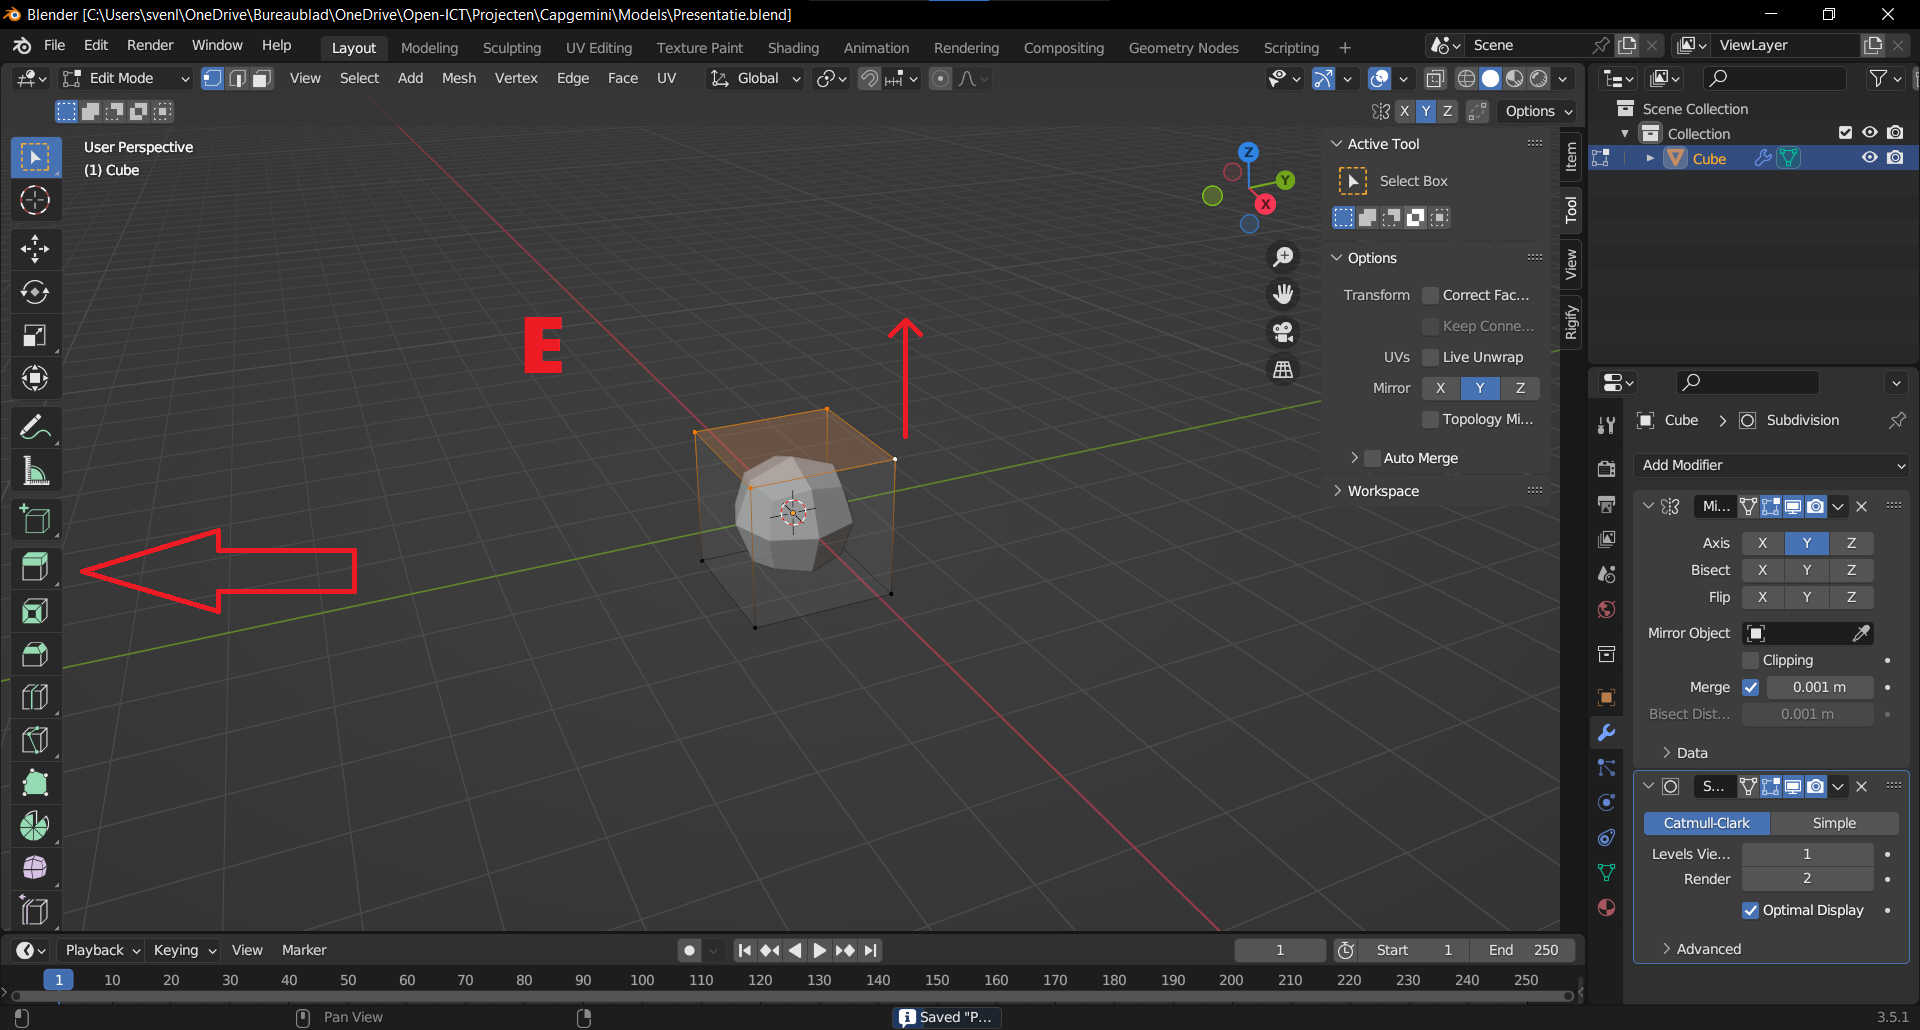 Blender [C:\Users\svenl\OneDrive\Bureaublad\OneDrive\Open-ICT\Projecten\Capgemini\Models\Presentatie.blend]
File Edit Render Window Help Layout Modeling Sculpting UV Editing Texture Paint Shading Animation Rendering Compositing Geometry Nodes Scripting + Scene ViewLayer
Edit Mode View Select Add Mesh Vertex Edge Face UV Global
X Y Z Options
Scene Collection
Collection
Cube
User Perspective
(1) Cube
Z
Y
X
Active Tool
Select Box
Options
Transform Correct Fac...
Keep Conne...
UVs Live Unwrap
Mirror X Y Z
Topology Mi...
Auto Merge
Workspace
Item
Tool
View
Rigify
E
Cube > Subdivision
Add Modifier
Mi...
Axis X Y Z
Bisect X Y Z
Flip X Y Z
Mirror Object
Clipping
Merge 0.001 m
Bisect Dist... 0.001 m
Data
S...
Catmull-Clark Simple
Levels Vie... 1
Render 2
Optimal Display
Advanced
Playback Keying View Marker 1 Start 1 End 250
1 10 20 30 40 50 60 70 80 90 100 110 120 130 140 150 160 170 180 190 200 210 220 230 240 250
Pan View Saved "P... 3.5.1